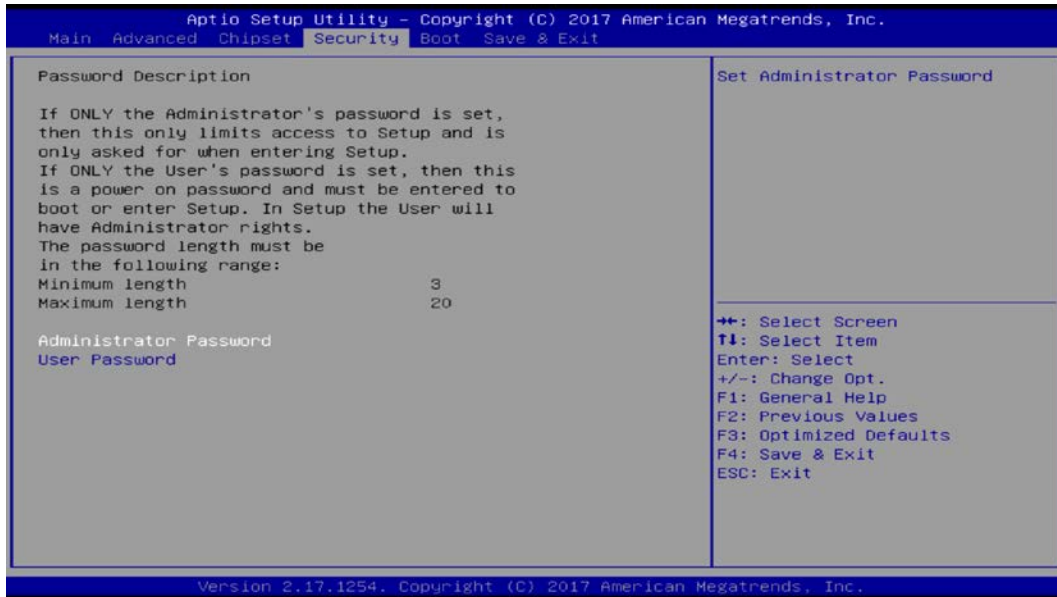 Aptio Setup Utility – Copyright (C) 2017 American Megatrends, Inc.
Main Advanced Chipset Security Boot Save & Exit
Password Description
If ONLY the Administrator's password is set,
then this only limits access to Setup and is
only asked for when entering Setup.
If ONLY the User's password is set, then this
is a power on password and must be entered to
boot or enter Setup. In Setup the User will
have Administrator rights.
The password length must be
in the following range:
Minimum length 3
Maximum length 20
Administrator Password
User Password
Set Administrator Password
→←: Select Screen
↑↓: Select Item
Enter: Select
+/-: Change Opt.
F1: General Help
F2: Previous Values
F3: Optimized Defaults
F4: Save & Exit
ESC: Exit
Version 2.17.1254. Copyright (C) 2017 American Megatrends, Inc.